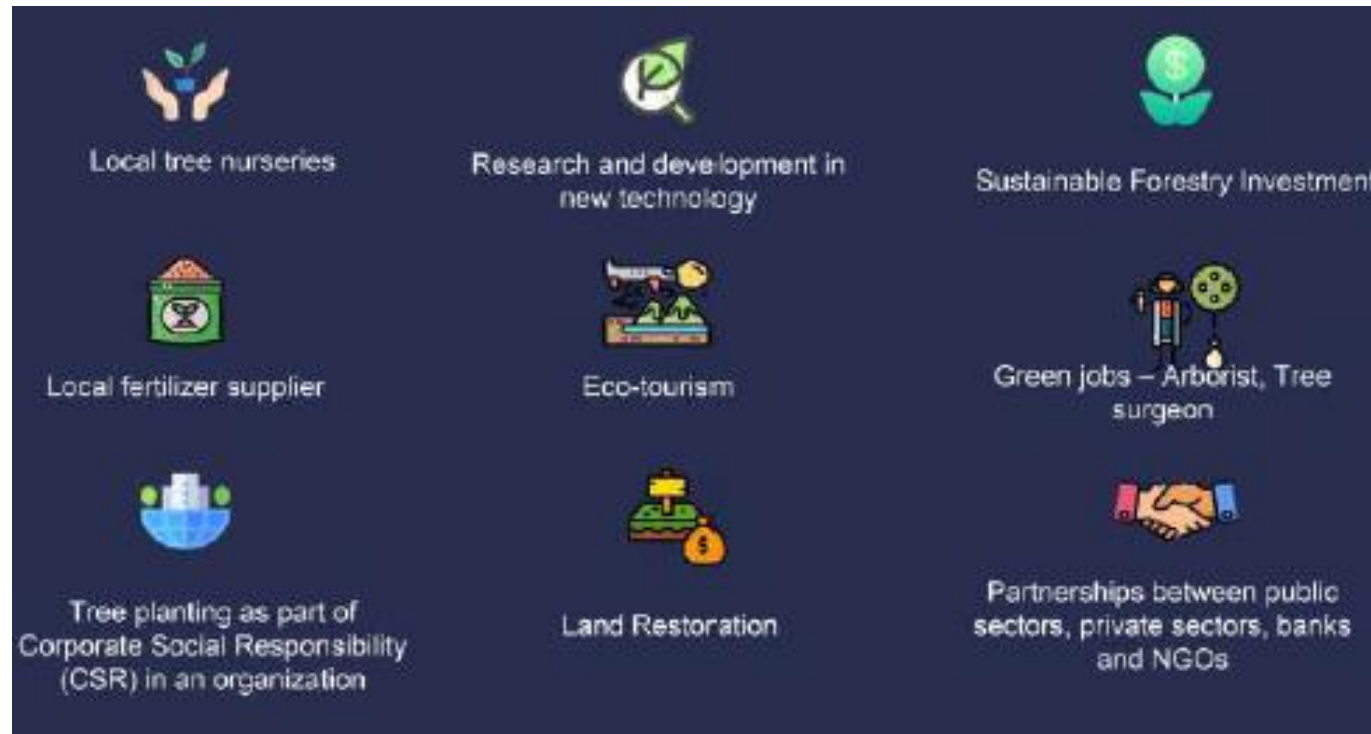 Local tree nurseries
Research and development in
new technology
Sustainable Forestry Investment
Local fertilizer supplier
Eco-tourism
Green jobs – Arborist, Tree
surgeon
Tree planting as part of
Corporate Social Responsibility
(CSR) in an organization
Land Restoration
Partnerships between public
sectors, private sectors, banks
and NGOs